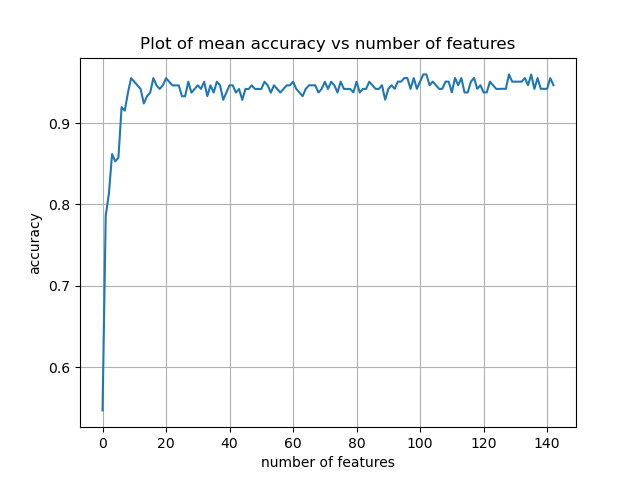 Plot of mean accuracy vs number of features
accuracy
0.9
0.8
0.7
0.6
0 20 40 60 80 100 120 140
number of features